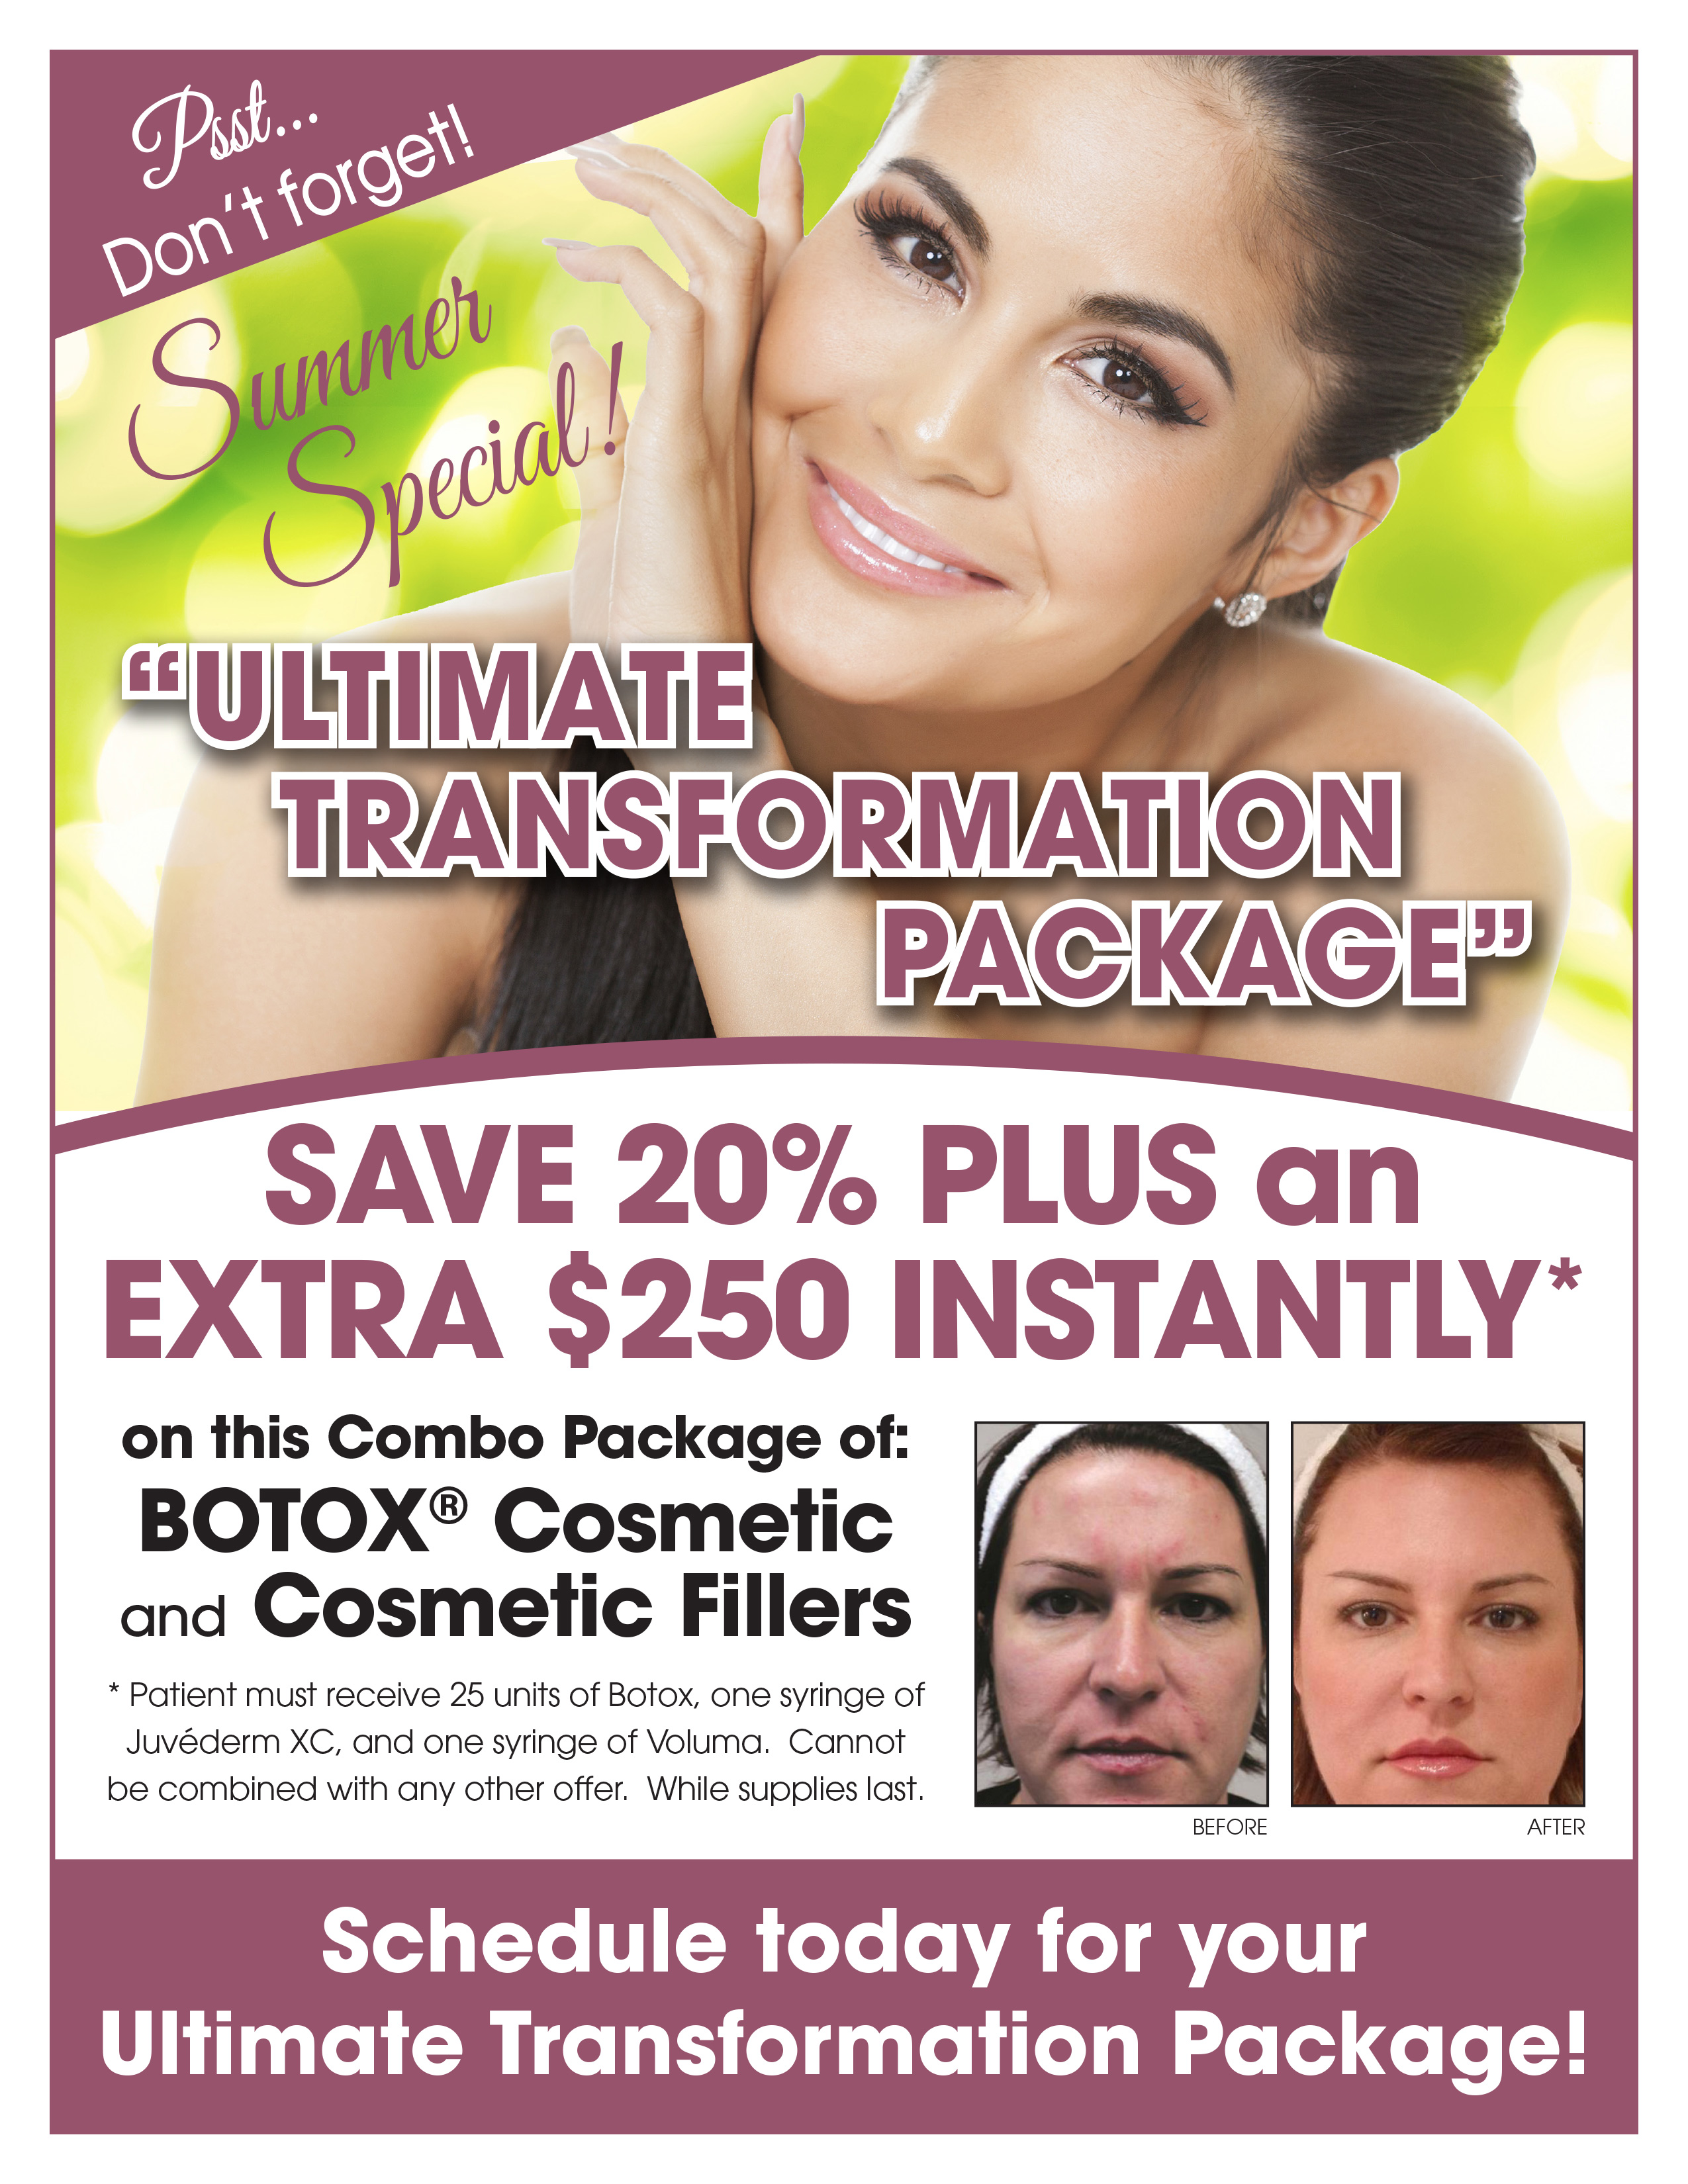 Psst...
Don't forget!
Summer
Special!
“ULTIMATE
TRANSFORMATION
PACKAGE”
SAVE 20% PLUS an
EXTRA $250 INSTANTLY*
on this Combo Package of:
BOTOX® Cosmetic
and Cosmetic Fillers
* Patient must receive 25 units of Botox, one syringe of
Juvéderm XC, and one syringe of Voluma.  Cannot
be combined with any other offer.  While supplies last.
BEFORE
AFTER
Schedule today for your
Ultimate Transformation Package!